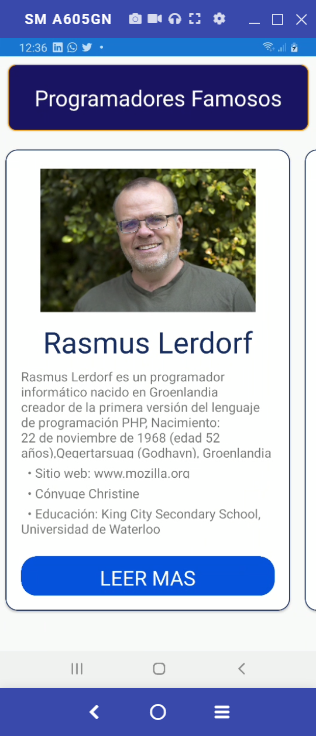 SM A605GN
12:36
Programadores Famosos
Rasmus Lerdorf
Rasmus Lerdorf es un programador
informático nacido en Groenlandia
creador de la primera versión del lenguaje
de programación PHP, Nacimiento:
22 de noviembre de 1968 (edad 52
años),Qeqertarsuaq (Godhavn), Groenlandia
• Sitio web: www.mozilla.org
• Cónyuge Christine
• Educación: King City Secondary School,
Universidad de Waterloo
LEER MAS